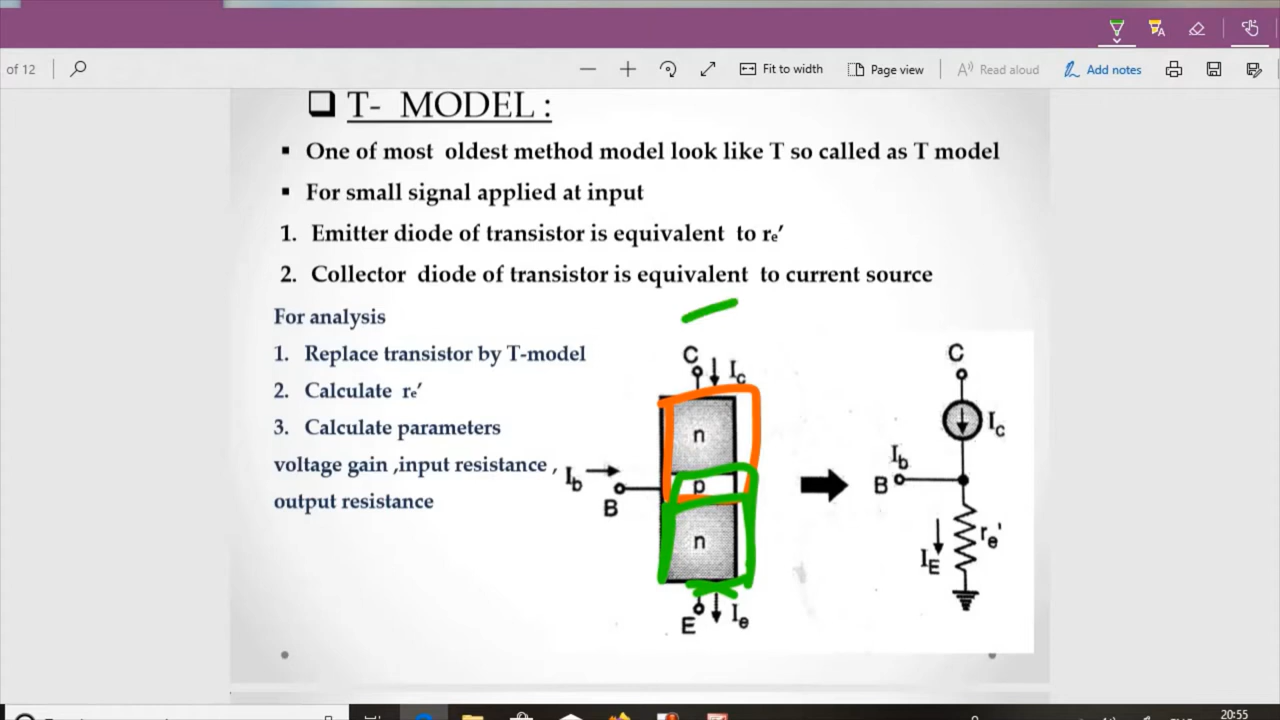 of 12
Fit to width
Page view
Read aloud
Add notes
❑ T- MODEL :
▪ One of most oldest method model look like T so called as T model
▪ For small signal applied at input
1. Emitter diode of transistor is equivalent to re′
2. Collector diode of transistor is equivalent to current source
For analysis
1. Replace transistor by T-model
2. Calculate re′
3. Calculate parameters
voltage gain ,input resistance ,
output resistance
C
Ic
n
p
n
Ib
B
E
Ie
C
Ic
Ib
B
re'
IE
20:55